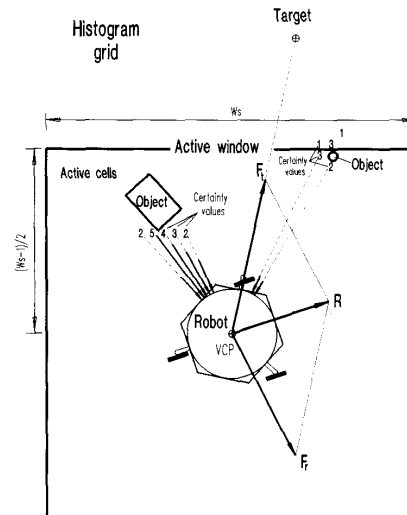 Target
Histogram
grid
Ws
1
1 3
Active window
3
Certainty
values
Object
2
Ft
Active cells
Object
Certainty
values
2 5 4 3 2
(Ws-1)/2
R
Robot
VCP
Fr